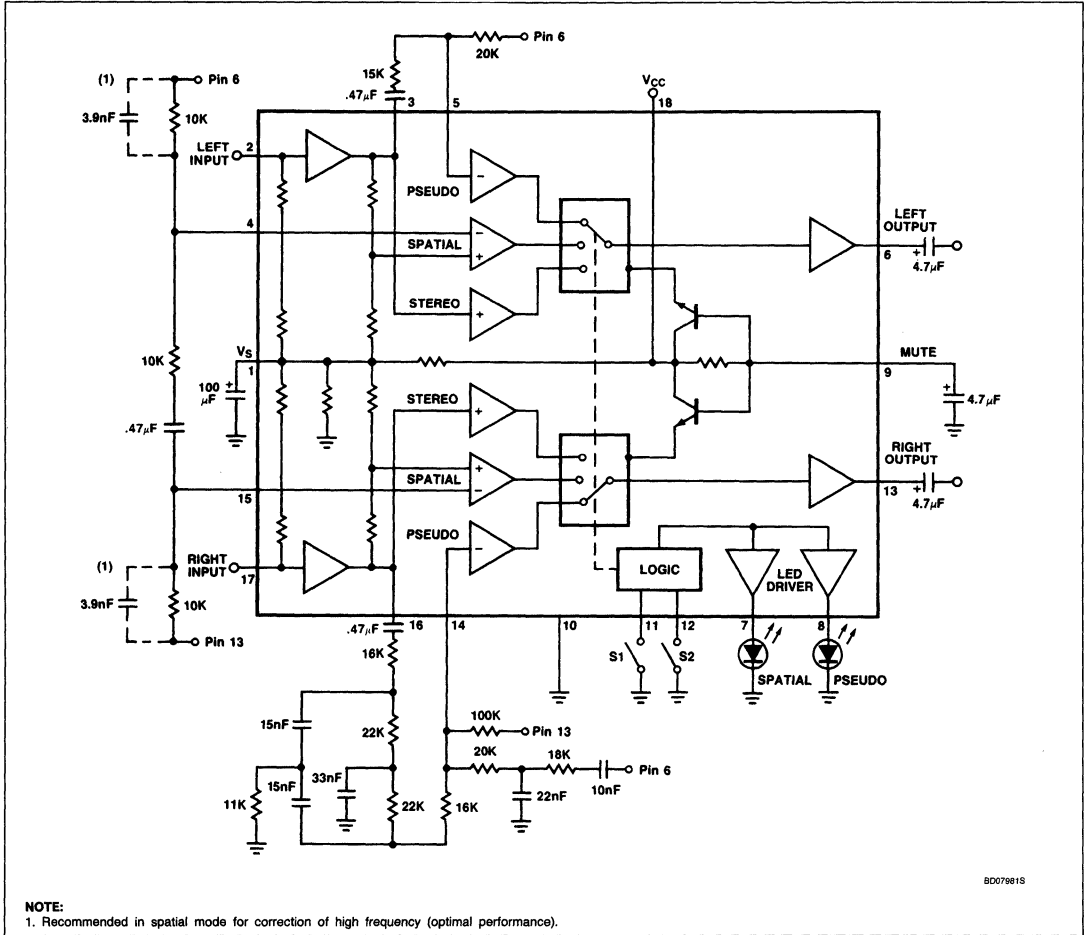 Pin 6
20K
15K
.47µF
3
5
VCC
18
(1)
Pin 6
3.9nF
10K
LEFT
INPUT
2
PSEUDO
4
SPATIAL
STEREO
LEFT
OUTPUT
6
+
4.7µF
10K
VS
1
+
100
µF
MUTE
9
+
4.7µF
.47µF
STEREO
SPATIAL
15
PSEUDO
RIGHT
OUTPUT
13
+
4.7µF
(1)
RIGHT
INPUT
17
3.9nF
10K
Pin 13
LOGIC
LED
DRIVER
.47µF
16
14
10
11
12
7
8
S1
S2
SPATIAL
PSEUDO
16K
15nF
22K
100K
Pin 13
20K
18K
Pin 6
10nF
11K
15nF
33nF
22K
16K
22nF
BD07981S
NOTE:
1. Recommended in spatial mode for correction of high frequency (optimal performance).